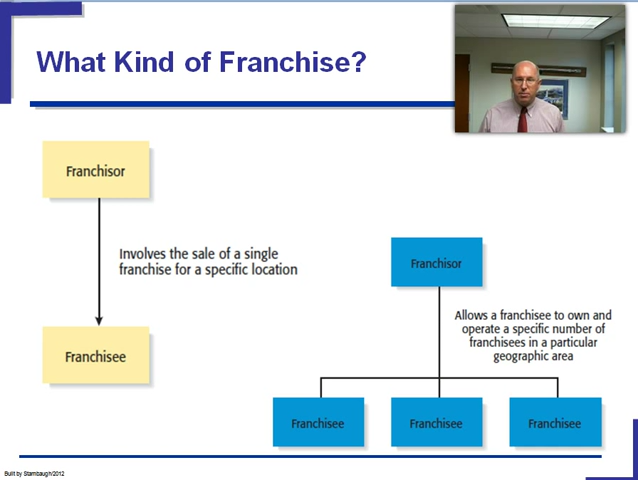 What Kind of Franchise?
Franchisor
Involves the sale of a single
franchise for a specific location
Franchisee
Franchisor
Allows a franchisee to own and
operate a specific number of
franchisees in a particular
geographic area
Franchisee
Franchisee
Franchisee
Built by Stambaugh/2012